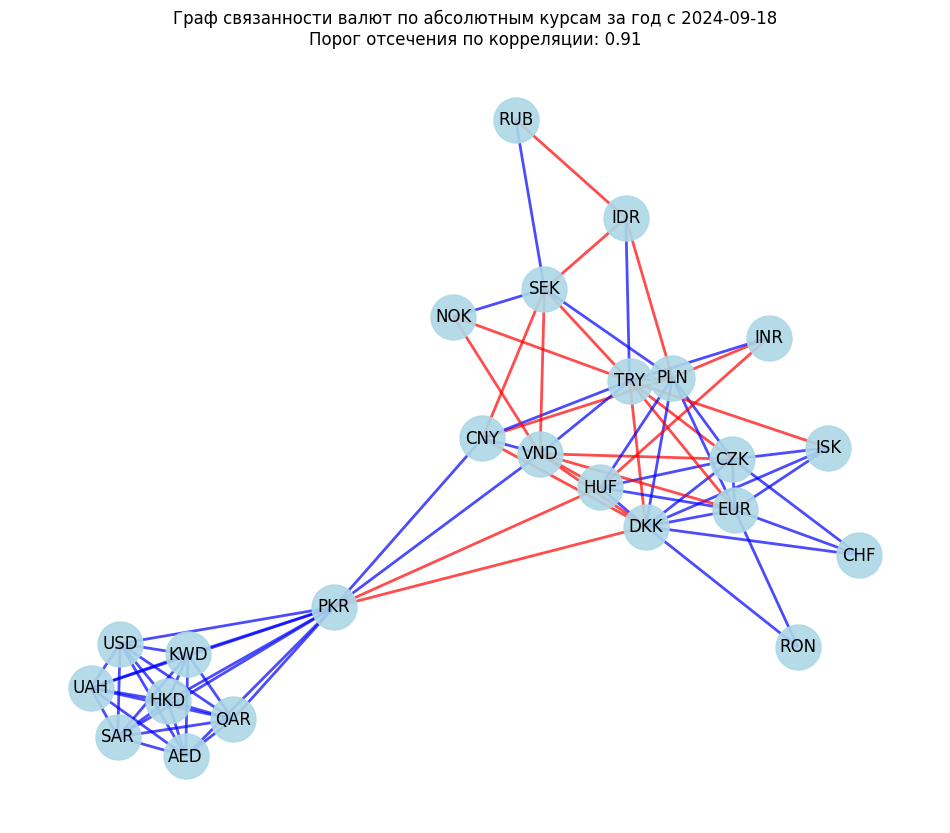 Граф связанности валют по абсолютным курсам за год с 2024-09-18
Порог отсечения по корреляции: 0.91
RUB
IDR
SEK
NOK
INR
TRY
PLN
CNY
ISK
VND
CZK
HUF
EUR
DKK
CHF
PKR
USD
RON
KWD
UAH
HKD
QAR
SAR
AED